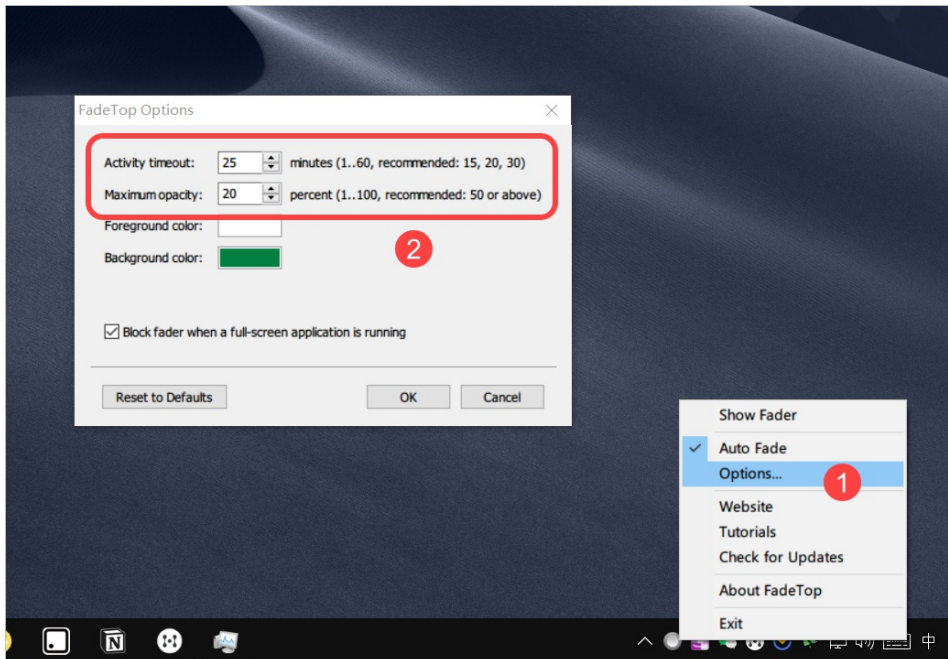 FadeTop Options
Activity timeout: 25 minutes (1..60, recommended: 15, 20, 30)
Maximum opacity: 20 percent (1..100, recommended: 50 or above)
Foreground color:
2
Background color:
Block fader when a full-screen application is running
Reset to Defaults OK Cancel
Show Fader
Auto Fade
Options...
1
Website
Tutorials
Check for Updates
About FadeTop
Exit
中